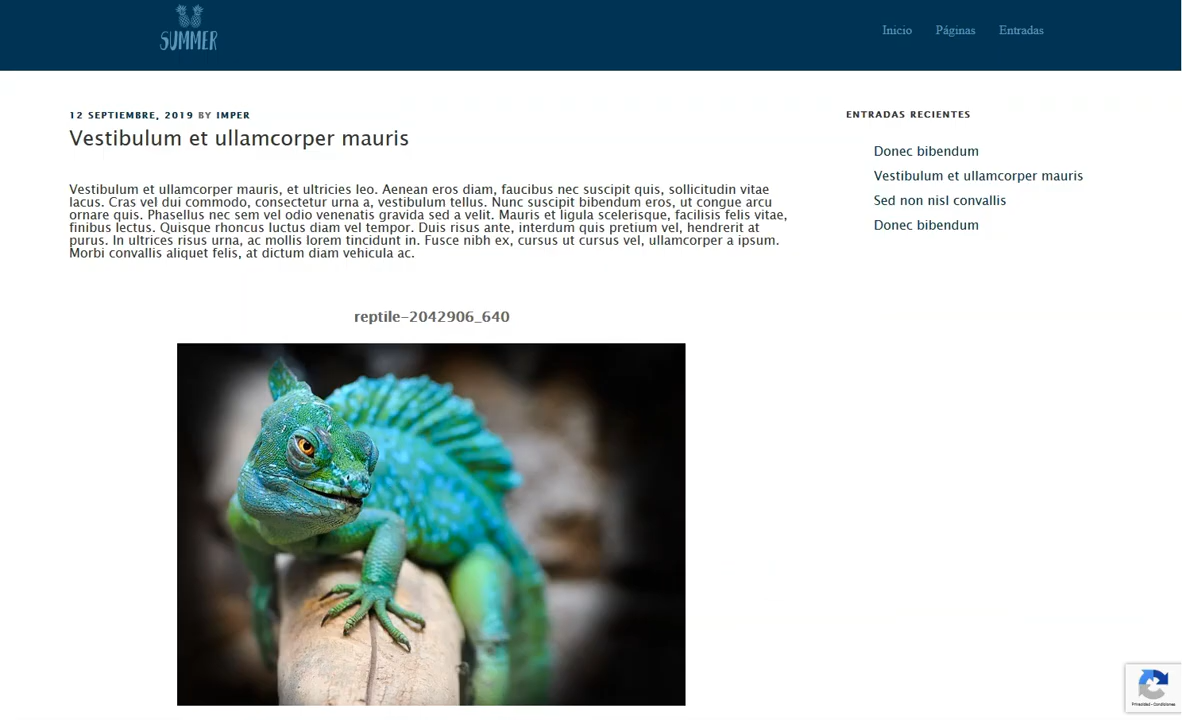 SUMMER
Inicio Páginas Entradas
12 SEPTIEMBRE, 2019 BY IMPER
Vestibulum et ullamcorper mauris
Vestibulum et ullamcorper mauris, et ultricies leo. Aenean eros diam, faucibus nec suscipit quis, sollicitudin vitae
lacus. Cras vel dui commodo, consectetur urna a, vestibulum tellus. Nunc suscipit bibendum eros, ut congue arcu
ornare quis. Phasellus nec sem vel odio venenatis gravida sed a velit. Mauris et ligula scelerisque, facilisis felis vitae,
finibus lectus. Quisque rhoncus luctus diam vel tempor. Duis risus ante, interdum quis pretium vel, hendrerit at
purus. In ultrices risus urna, ac mollis lorem tincidunt in. Fusce nibh ex, cursus ut cursus vel, ullamcorper a ipsum.
Morbi convallis aliquet felis, at dictum diam vehicula ac.
reptile-2042906_640
ENTRADAS RECIENTES
Donec bibendum
Vestibulum et ullamcorper mauris
Sed non nisl convallis
Donec bibendum
Privacidad - Condiciones